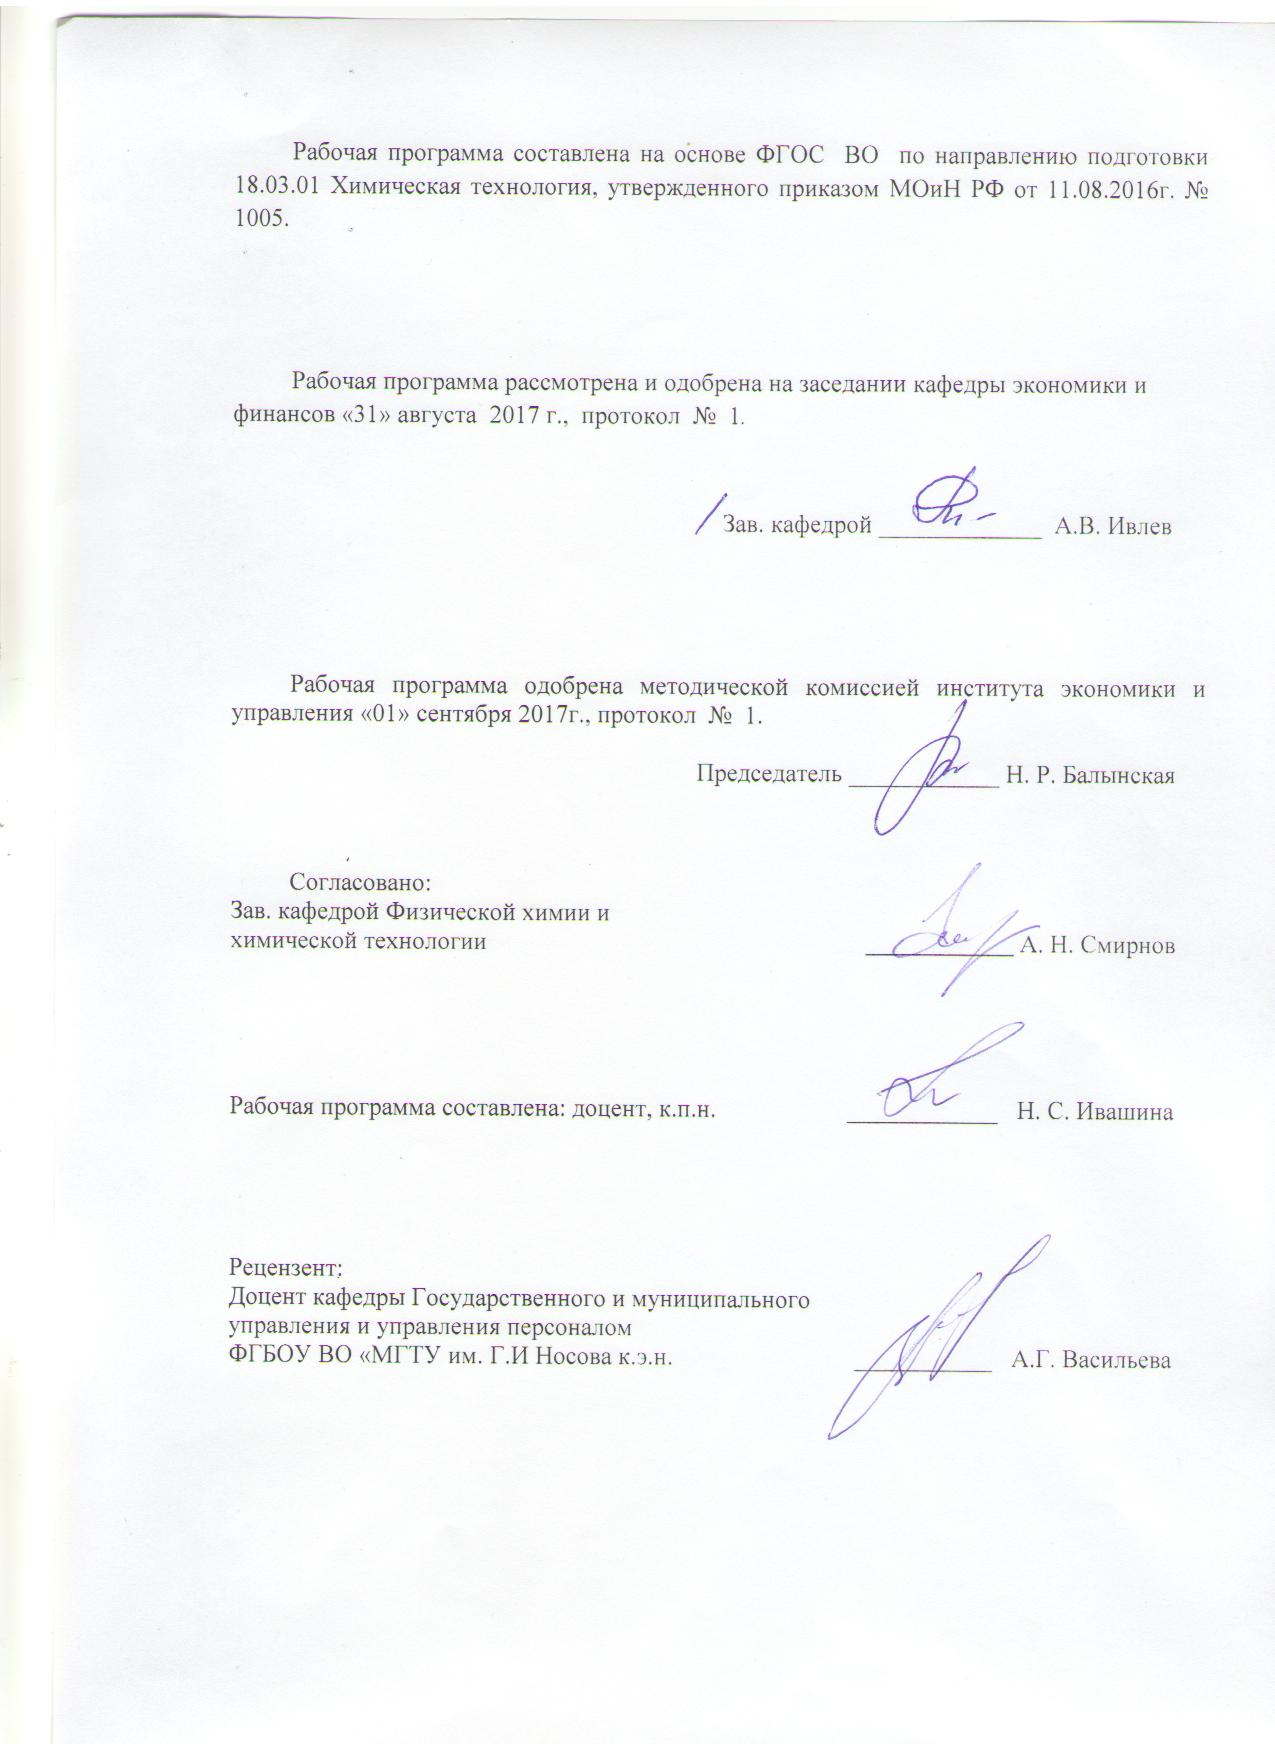 Рабочая программа составлена на основе ФГОС ВО по направлению подготовки
18.03.01 Химическая технология, утвержденного приказом МОиН РФ от 11.08.2016г. №
1005.
Рабочая программа рассмотрена и одобрена на заседании кафедры экономики и
финансов «31» августа 2017 г., протокол № 1.
/ Зав. кафедрой _____________ А.В. Ивлев
Рабочая программа одобрена методической комиссией института экономики и
управления «01» сентября 2017г., протокол № 1.
Председатель ____________ Н. Р. Балынская
Согласовано:
Зав. кафедрой Физической химии и
химической технологии ____________ А. Н. Смирнов
Рабочая программа составлена: доцент, к.п.н. ____________ Н. С. Ивашина
Рецензент:
Доцент кафедры Государственного и муниципального
управления и управления персоналом
ФГБОУ ВО «МГТУ им. Г.И Носова к.э.н. ___________ А.Г. Васильева